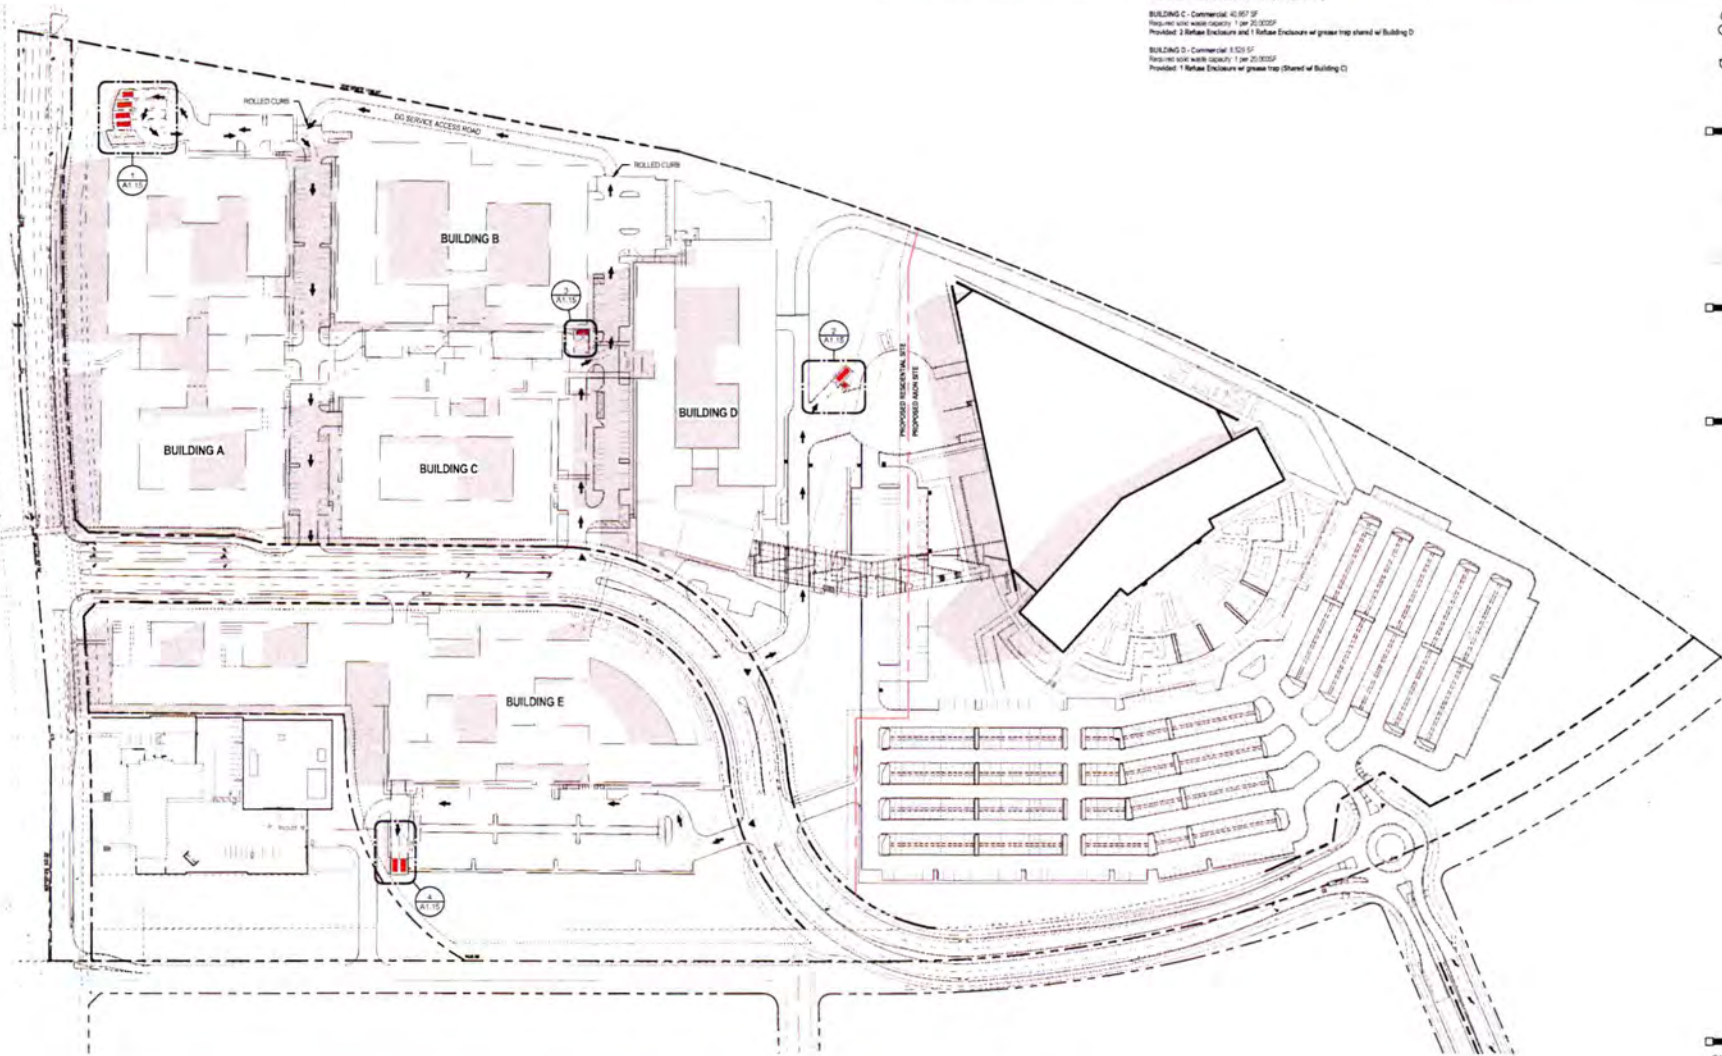 BUILDING C - Commercial: 40,957 SF
Required solid waste capacity: 1 per 20,000SF
Provided: 2 Refuse Enclosure and 1 Refuse Enclosure w/ grease trap shared w/ Building D
BUILDING D - Commercial: 8,529 SF
Required solid waste capacity: 1 per 20,000SF
Provided: 1 Refuse Enclosure w/ grease trap (Shared w/ Building C)
ROLLED CURB
DG SERVICE ACCESS ROAD
ROLLED CURB
1
A1.15
BUILDING B
2
A1.15
2
A1.15
PROPOSED RESIDENTIAL SITE
PROPOSED AXON SITE
BUILDING D
BUILDING A
BUILDING C
BUILDING E
4
A1.15